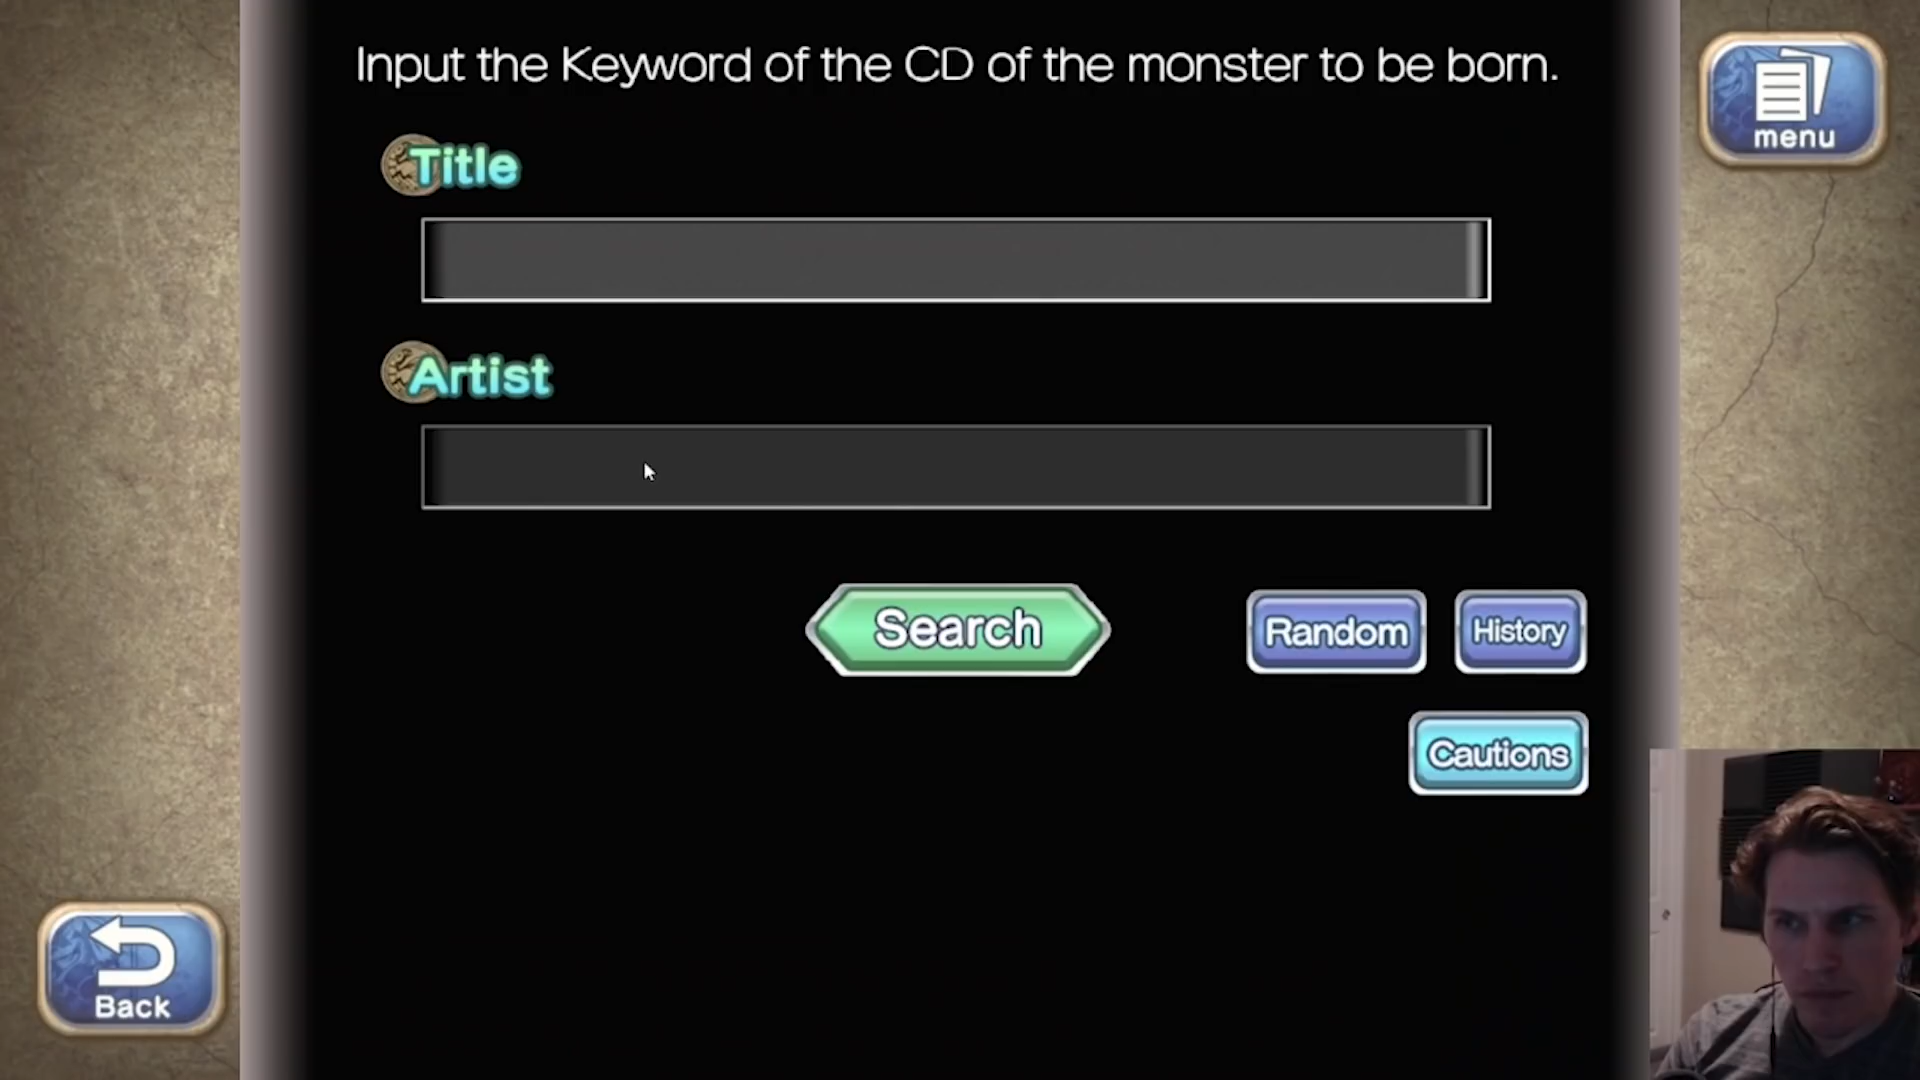 Input the Keyword of the CD of the monster to be born.
menu
Title
Artist
Search
Random
History
Cautions
Back